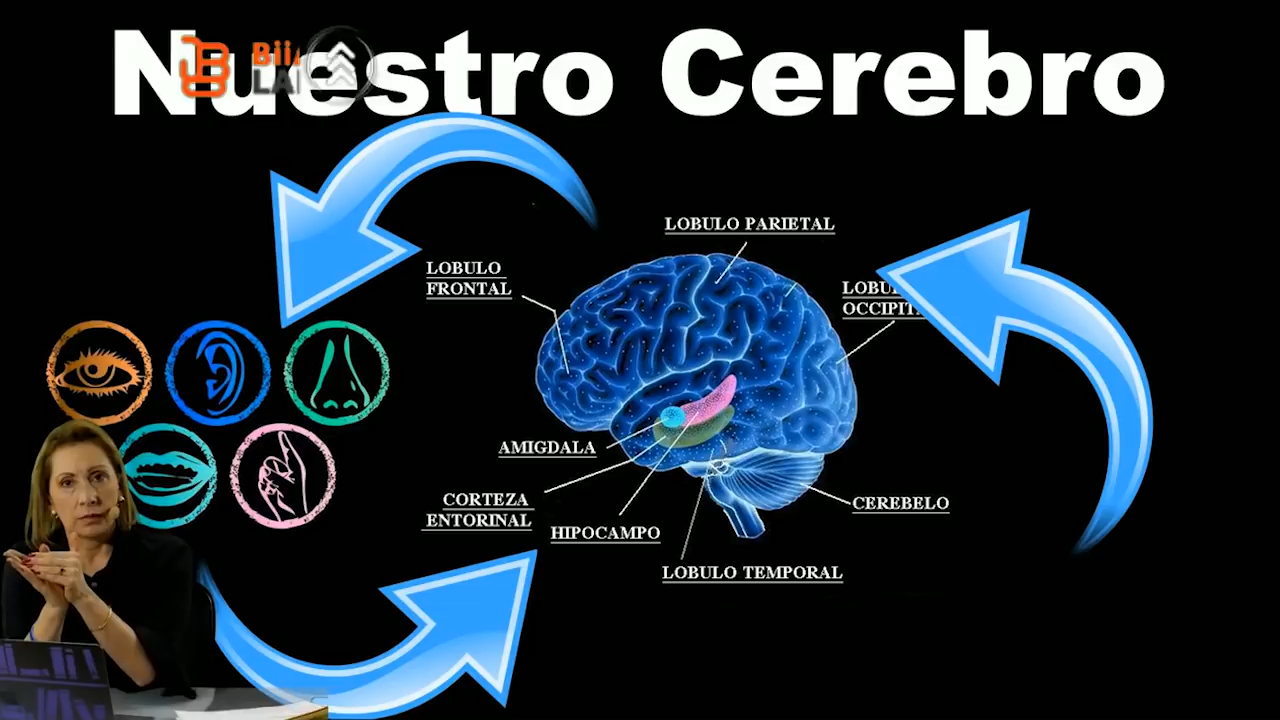 Nuestro Cerebro
LOBULO PARIETAL
LOBULO
FRONTAL
AMIGDALA
CORTEZA
ENTORINAL
HIPOCAMPO
CEREBELO
LOBULO TEMPORAL